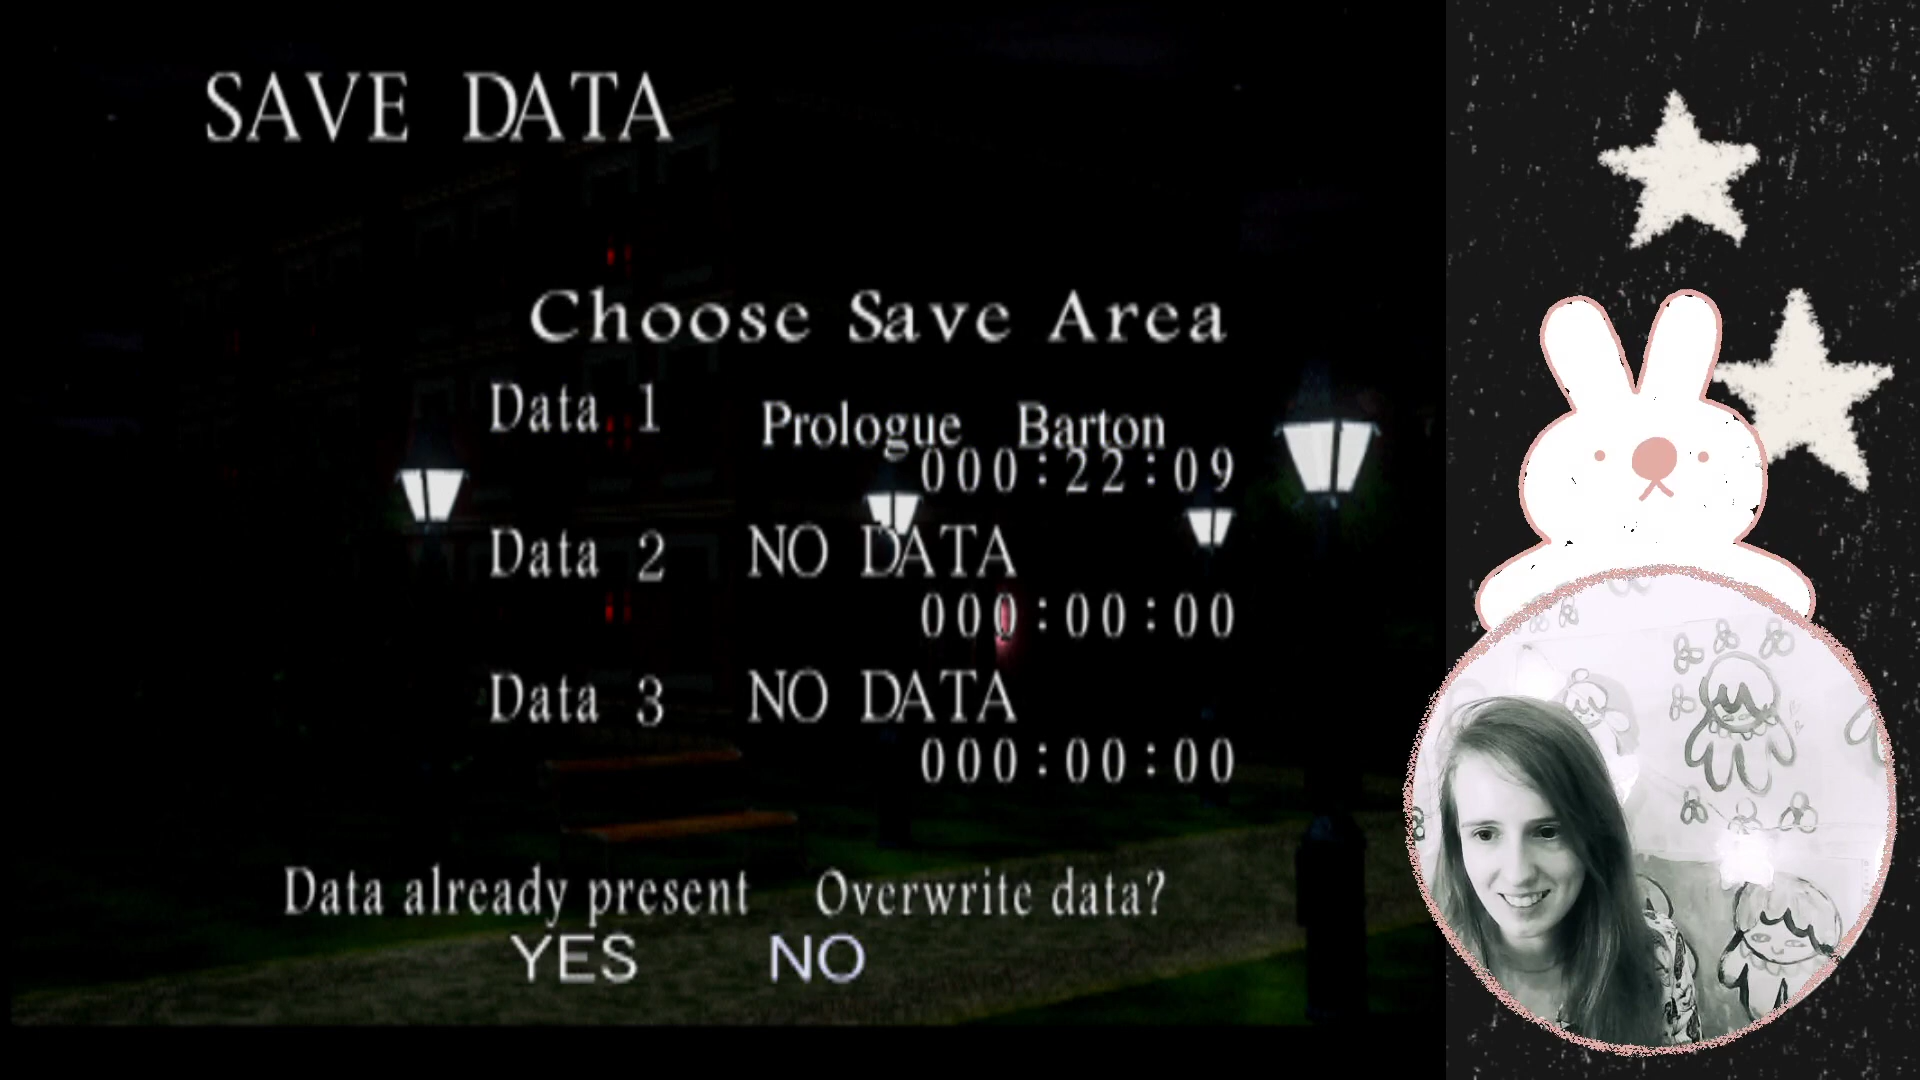 SAVE DATA
Choose Save Area
Data 1 Prologue Barton
000:22:09
Data 2 NO DATA
000:00:00
Data 3 NO DATA
000:00:00
Data already present Overwrite data?
YES NO